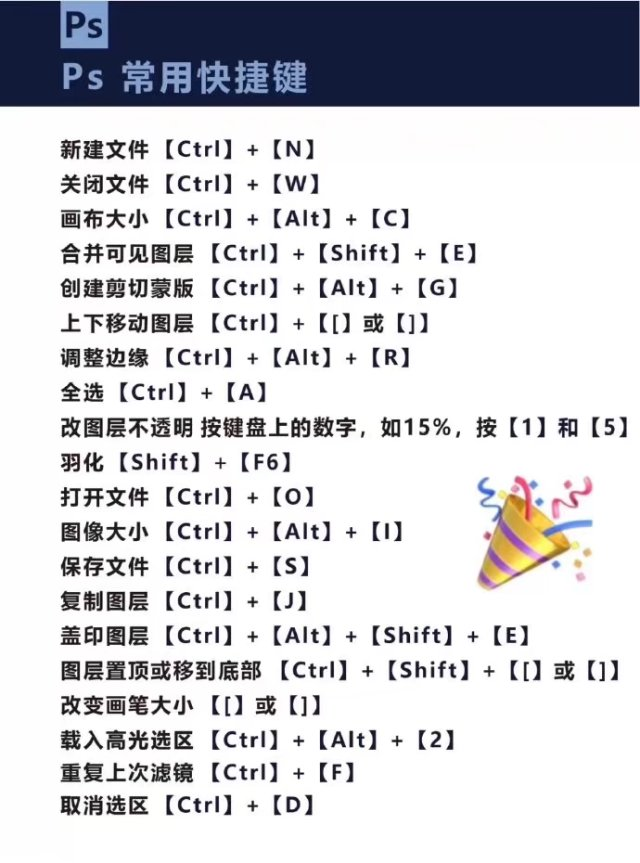 Ps
Ps 常用快捷键
新建文件【Ctrl】+【N】
关闭文件【Ctrl】+【W】
画布大小【Ctrl】+【Alt】+【C】
合并可见图层【Ctrl】+【Shift】+【E】
创建剪切蒙版【Ctrl】+【Alt】+【G】
上下移动图层【Ctrl】+【[】或【]】
调整边缘【Ctrl】+【Alt】+【R】
全选【Ctrl】+【A】
改图层不透明 按键盘上的数字，如15%，按【1】和【5】
羽化【Shift】+【F6】
打开文件【Ctrl】+【O】
图像大小【Ctrl】+【Alt】+【I】
保存文件【Ctrl】+【S】
复制图层【Ctrl】+【J】
盖印图层【Ctrl】+【Alt】+【Shift】+【E】
图层置顶或移到底部【Ctrl】+【Shift】+【[】或【]】
改变画笔大小【[】或【]】
载入高光选区【Ctrl】+【Alt】+【2】
重复上次滤镜【Ctrl】+【F】
取消选区【Ctrl】+【D】